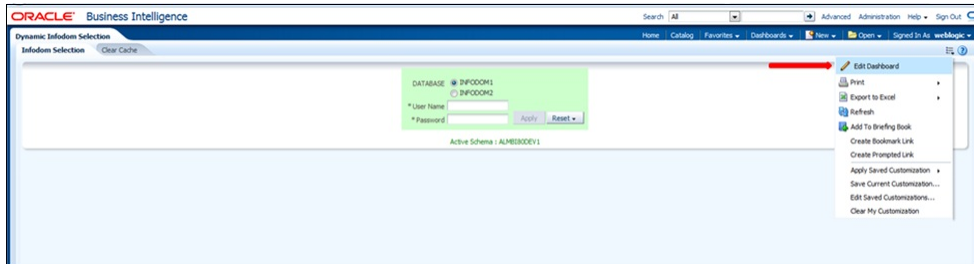 ORACLE Business Intelligence
Search All Advanced Administration Help Sign Out
Dynamic Infodom Selection
Home Catalog Favorites Dashboards New Open Signed In As weblogic
Infodom Selection Clear Cache
DATABASE INFODOM1
INFODOM2
* User Name
* Password
Apply Reset
Active Schema : ALMBI80DEV1
Edit Dashboard
Print
Export to Excel
Refresh
Add To Briefing Book
Create Bookmark Link
Create Prompted Link
Apply Saved Customization
Save Current Customization...
Edit Saved Customizations...
Clear My Customization